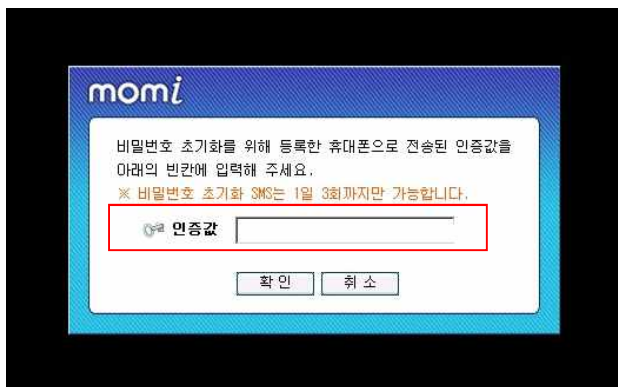 momi
비밀번호 초기화를 위해 등록한 휴대폰으로 전송된 인증값을
아래의 빈칸에 입력해 주세요.
※ 비밀번호 초기화 SMS는 1일 3회까지만 가능합니다.
인증값
확인 취소